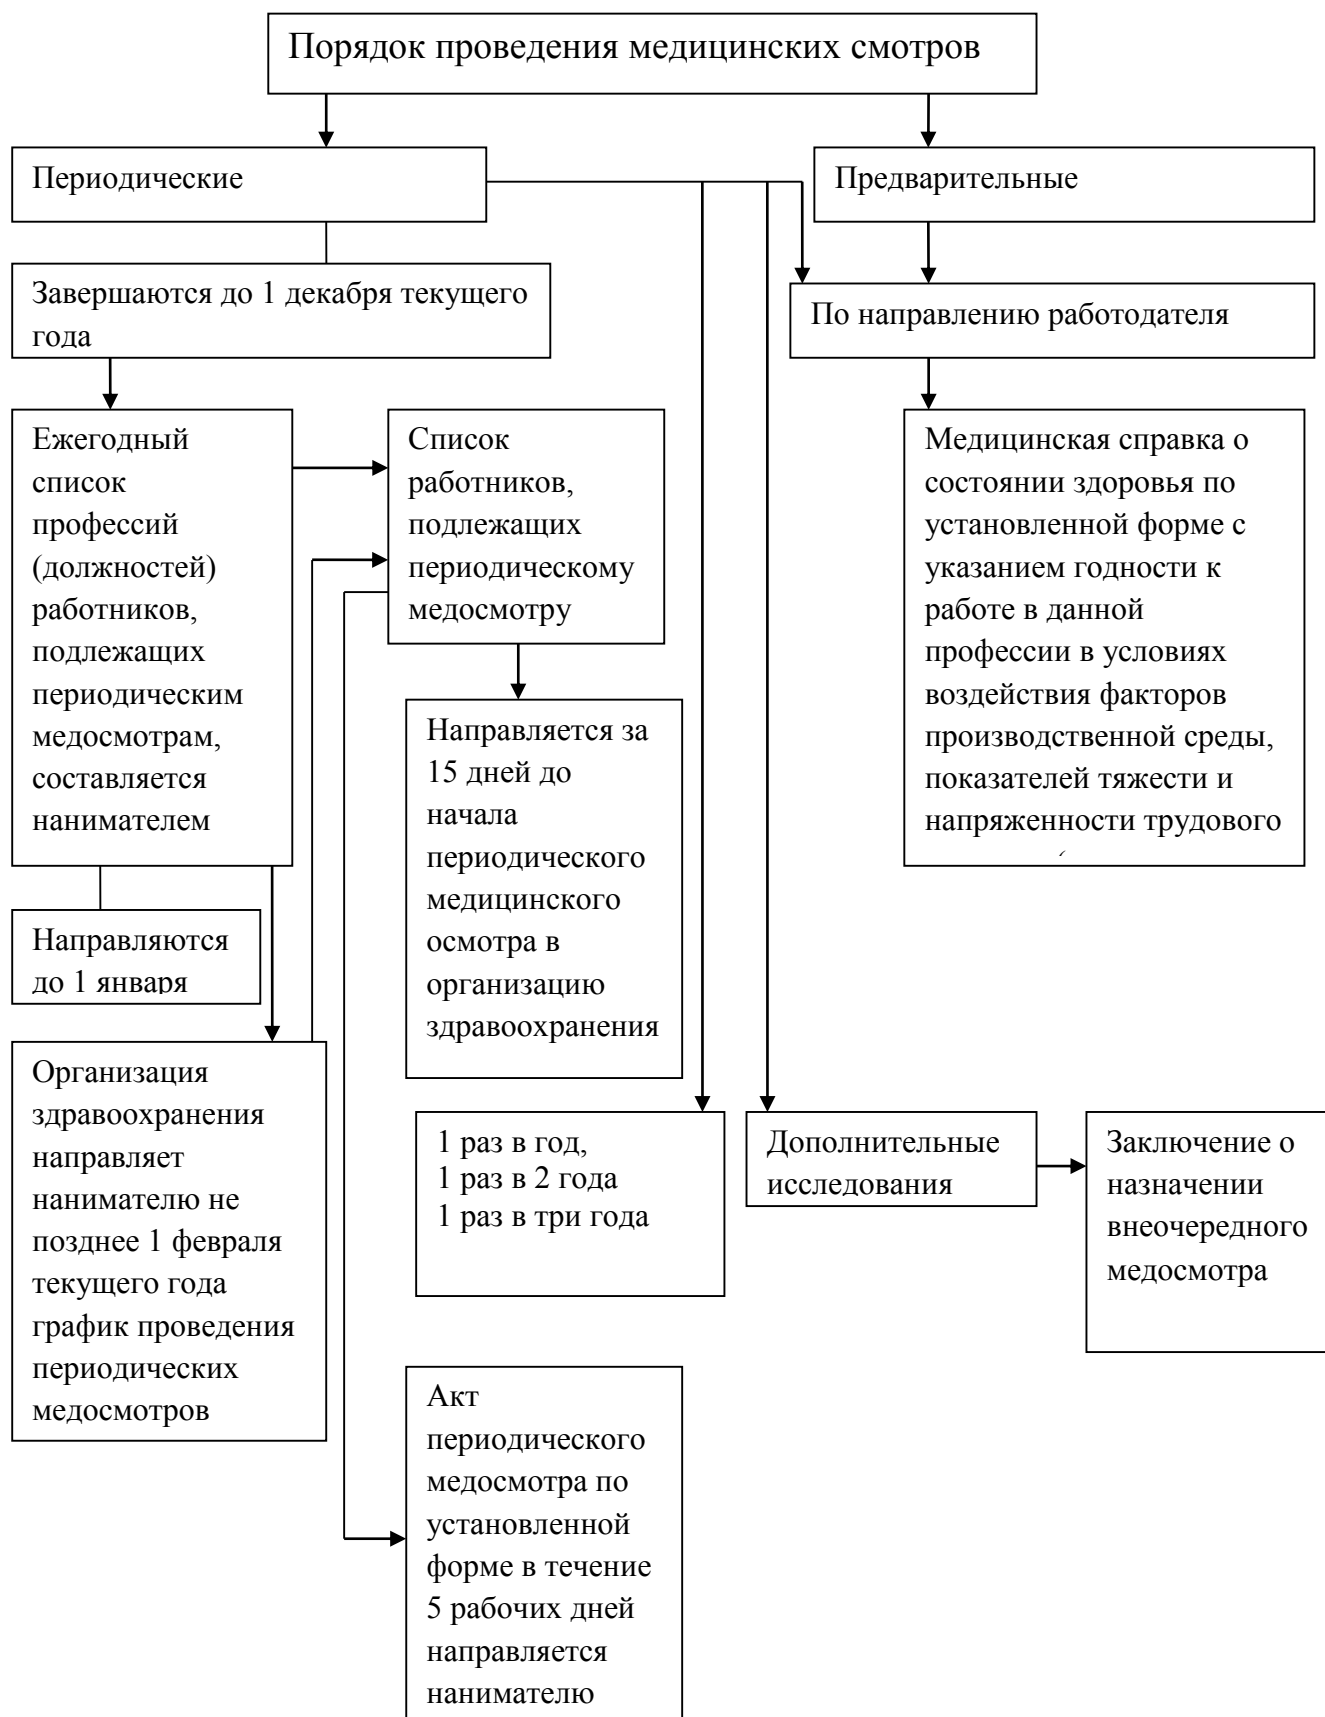 Порядок проведения медицинских смотров
Периодические
Предварительные
Завершаются до 1 декабря текущего
года
По направлению работодателя
Ежегодный
список
профессий
(должностей)
работников,
подлежащих
периодическим
медосмотрам,
составляется
нанимателем
Список
работников,
подлежащих
периодическому
медосмотру
Медицинская справка о
состоянии здоровья по
установленной форме с
указанием годности к
работе в данной
профессии в условиях
воздействия факторов
производственной среды,
показателей тяжести и
напряженности трудового
Направляется за
15 дней до
начала
периодического
медицинского
осмотра в
организацию
здравоохранения
Направляются
до 1 января
Организация
здравоохранения
направляет
нанимателю не
позднее 1 февраля
текущего года
график проведения
периодических
медосмотров
1 раз в год,
1 раз в 2 года
1 раз в три года
Дополнительные
исследования
Заключение о
назначении
внеочередного
медосмотра
Акт
периодического
медосмотра по
установленной
форме в течение
5 рабочих дней
направляется
нанимателю